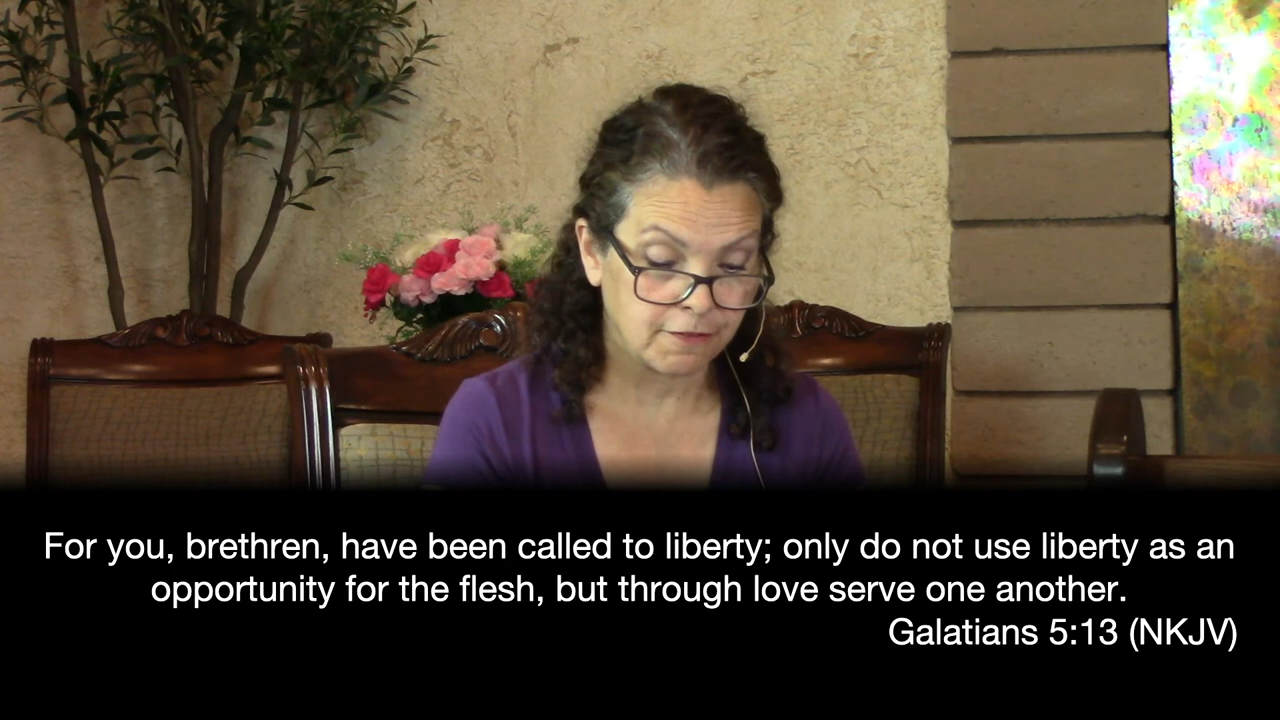 For you, brethren, have been called to liberty; only do not use liberty as an
opportunity for the flesh, but through love serve one another.
Galatians 5:13 (NKJV)